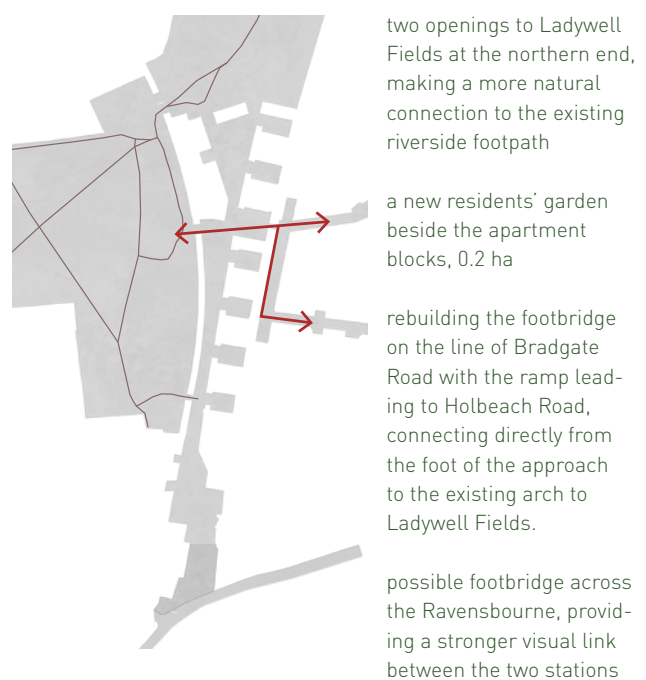 two openings to Ladywell
Fields at the northern end,
making a more natural
connection to the existing
riverside footpath
a new residents' garden
beside the apartment
blocks, 0.2 ha
rebuilding the footbridge
on the line of Bradgate
Road with the ramp lead-
ing to Holbeach Road,
connecting directly from
the foot of the approach
to the existing arch to
Ladywell Fields.
possible footbridge across
the Ravensbourne, provid-
ing a stronger visual link
between the two stations